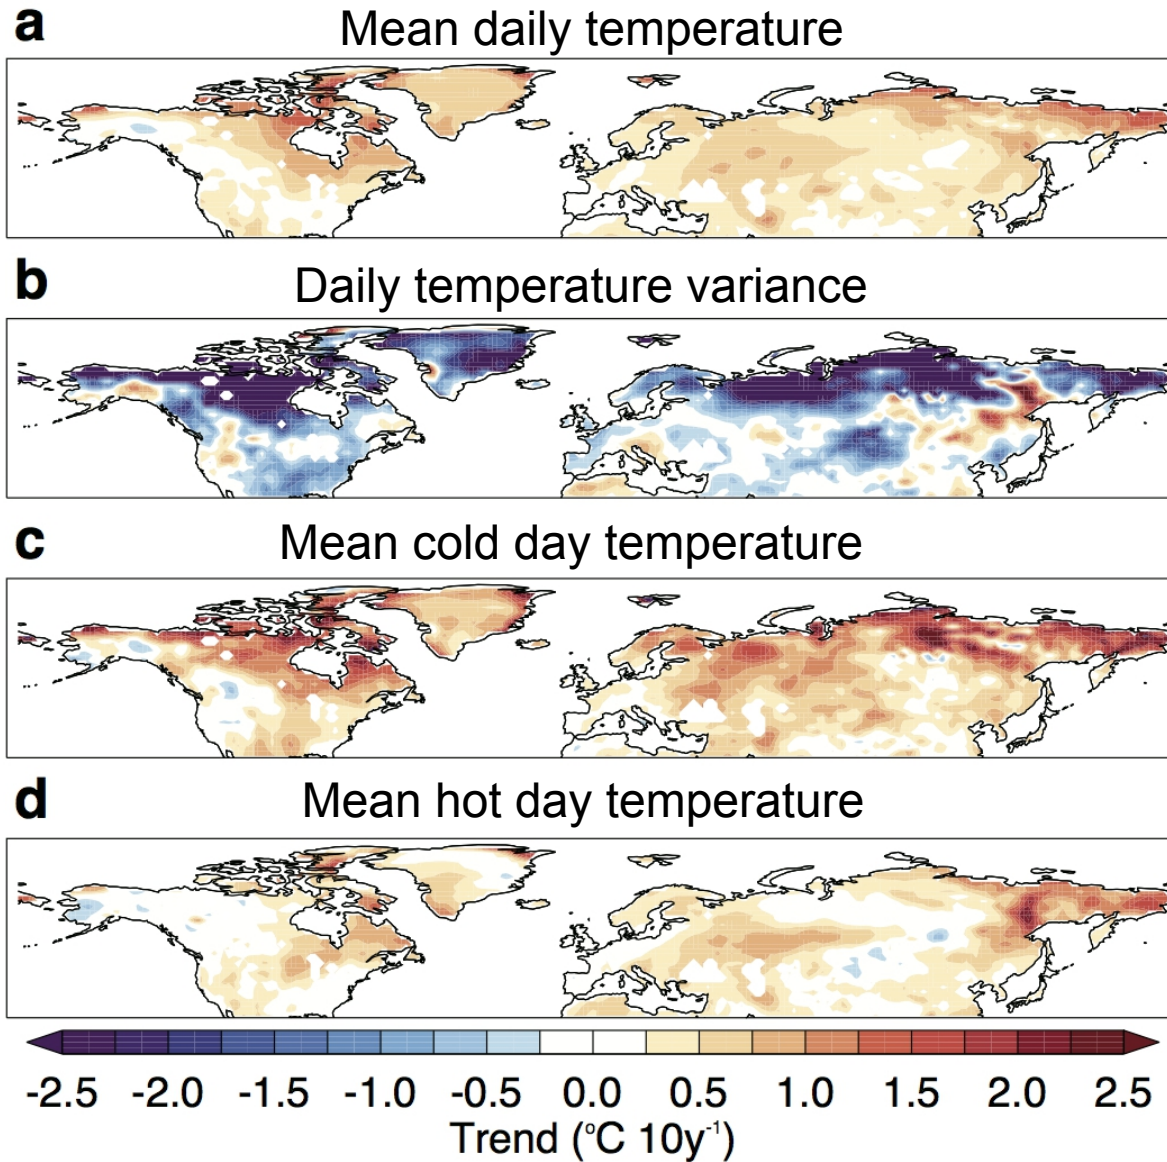 a Mean daily temperature
b Daily temperature variance
c Mean cold day temperature
d Mean hot day temperature
-2.5 -2.0 -1.5 -1.0 -0.5 0.0 0.5 1.0 1.5 2.0 2.5
Trend (°C 10y⁻¹)